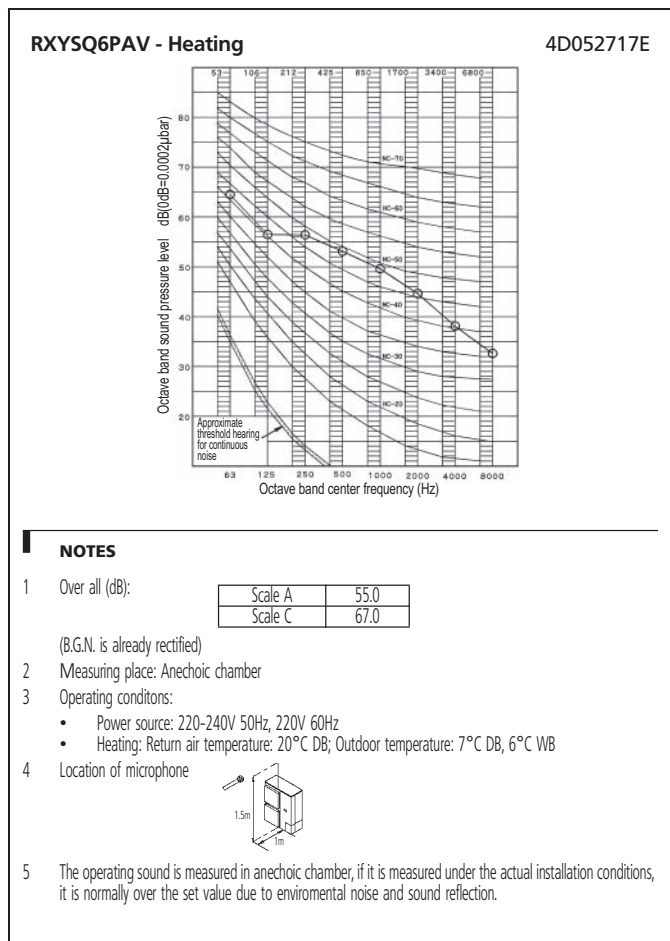 RXYSQ6PAV - Heating 4D052717E
53 106 212 425 850 1700 3400 6800
Octave band sound pressure level dB(0dB=0.0002μbar)
80
70
60
50
40
30
20
NC-70
NC-60
NC-50
NC-40
NC-30
NC-20
Approximate
threshold hearing
for continuous
noise
63 125 250 500 1000 2000 4000 8000
Octave band center frequency (Hz)
NOTES
1 Over all (dB):
Scale A 55.0
Scale C 67.0
(B.G.N. is already rectified)
2 Measuring place: Anechoic chamber
3 Operating conditons:
• Power source: 220-240V 50Hz, 220V 60Hz
• Heating: Return air temperature: 20°C DB; Outdoor temperature: 7°C DB, 6°C WB
4 Location of microphone
1.5m
1m
5 The operating sound is measured in anechoic chamber, if it is measured under the actual installation conditions,
it is normally over the set value due to enviromental noise and sound reflection.